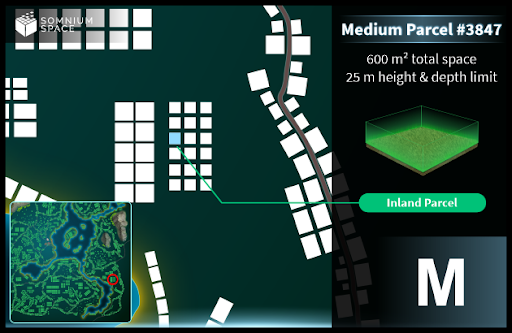 SOMNIUM
SPACE
Medium Parcel #3847
600 m² total space
25 m height & depth limit
Inland Parcel
M